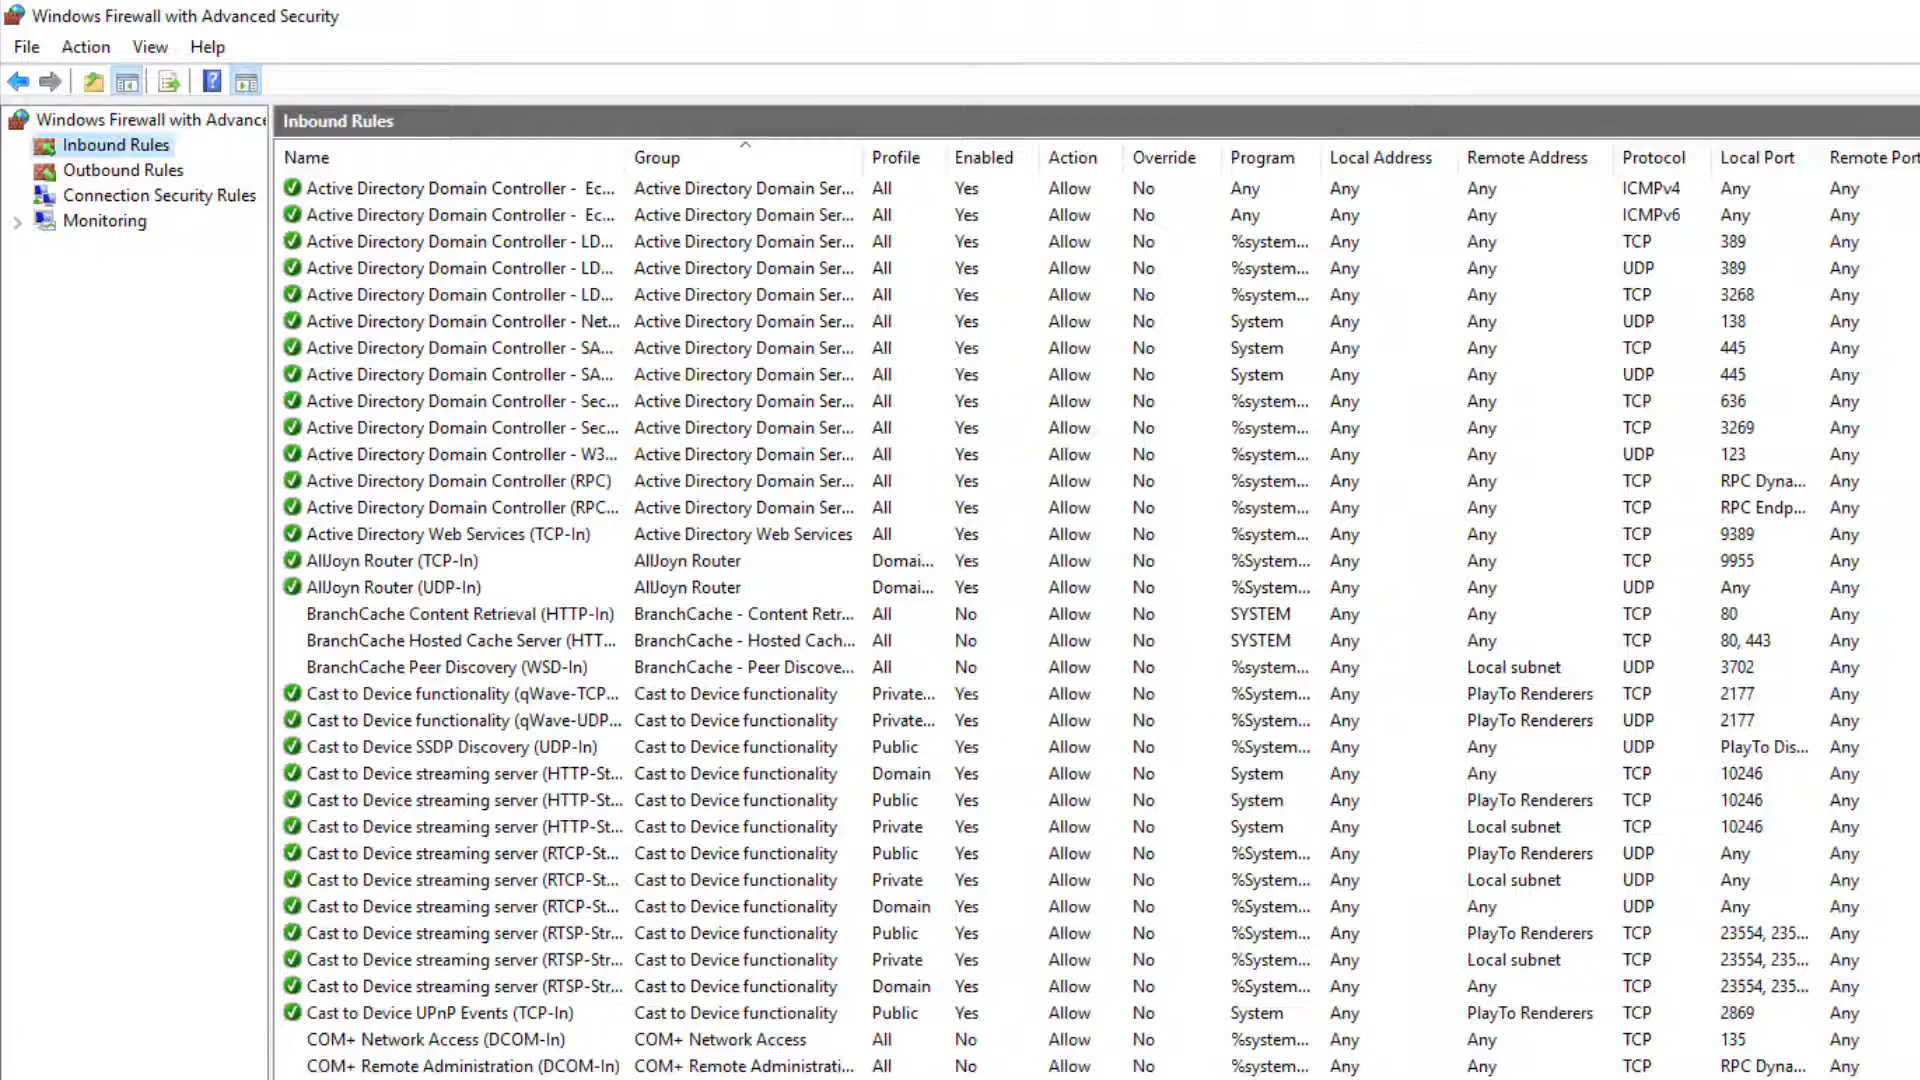 Windows Firewall with Advanced Security
File Action View Help
Windows Firewall with Advance
Inbound Rules
Outbound Rules
Connection Security Rules
Monitoring
Inbound Rules
Name Group Profile Enabled Action Override Program Local Address Remote Address Protocol Local Port Remote Port
Active Directory Domain Controller - Ec... Active Directory Domain Ser... All Yes Allow No Any Any Any ICMPv4 Any Any
Active Directory Domain Controller - Ec... Active Directory Domain Ser... All Yes Allow No Any Any Any ICMPv6 Any Any
Active Directory Domain Controller - LD... Active Directory Domain Ser... All Yes Allow No %system... Any Any TCP 389 Any
Active Directory Domain Controller - LD... Active Directory Domain Ser... All Yes Allow No %system... Any Any UDP 389 Any
Active Directory Domain Controller - LD... Active Directory Domain Ser... All Yes Allow No %system... Any Any TCP 3268 Any
Active Directory Domain Controller - Net... Active Directory Domain Ser... All Yes Allow No System Any Any UDP 138 Any
Active Directory Domain Controller - SA... Active Directory Domain Ser... All Yes Allow No System Any Any TCP 445 Any
Active Directory Domain Controller - SA... Active Directory Domain Ser... All Yes Allow No System Any Any UDP 445 Any
Active Directory Domain Controller - Sec... Active Directory Domain Ser... All Yes Allow No %system... Any Any TCP 636 Any
Active Directory Domain Controller - Sec... Active Directory Domain Ser... All Yes Allow No %system... Any Any TCP 3269 Any
Active Directory Domain Controller - W3... Active Directory Domain Ser... All Yes Allow No %system... Any Any UDP 123 Any
Active Directory Domain Controller (RPC) Active Directory Domain Ser... All Yes Allow No %system... Any Any TCP RPC Dyna... Any
Active Directory Domain Controller (RPC... Active Directory Domain Ser... All Yes Allow No %system... Any Any TCP RPC Endp... Any
Active Directory Web Services (TCP-In) Active Directory Web Services All Yes Allow No %system... Any Any TCP 9389 Any
AllJoyn Router (TCP-In) AllJoyn Router Domai... Yes Allow No %System... Any Any TCP 9955 Any
AllJoyn Router (UDP-In) AllJoyn Router Domai... Yes Allow No %System... Any Any UDP Any Any
BranchCache Content Retrieval (HTTP-In) BranchCache - Content Retr... All No Allow No SYSTEM Any Any TCP 80 Any
BranchCache Hosted Cache Server (HTT... BranchCache - Hosted Cach... All No Allow No SYSTEM Any Any TCP 80, 443 Any
BranchCache Peer Discovery (WSD-In) BranchCache - Peer Discove... All No Allow No %system... Any Local subnet UDP 3702 Any
Cast to Device functionality (qWave-TCP... Cast to Device functionality Private... Yes Allow No %System... Any PlayTo Renderers TCP 2177 Any
Cast to Device functionality (qWave-UDP... Cast to Device functionality Private... Yes Allow No %System... Any PlayTo Renderers UDP 2177 Any
Cast to Device SSDP Discovery (UDP-In) Cast to Device functionality Public Yes Allow No %System... Any Any UDP PlayTo Dis... Any
Cast to Device streaming server (HTTP-St... Cast to Device functionality Domain Yes Allow No System Any Any TCP 10246 Any
Cast to Device streaming server (HTTP-St... Cast to Device functionality Public Yes Allow No System Any PlayTo Renderers TCP 10246 Any
Cast to Device streaming server (HTTP-St... Cast to Device functionality Private Yes Allow No System Any Local subnet TCP 10246 Any
Cast to Device streaming server (RTCP-St... Cast to Device functionality Public Yes Allow No %System... Any PlayTo Renderers UDP Any Any
Cast to Device streaming server (RTCP-St... Cast to Device functionality Private Yes Allow No %System... Any Local subnet UDP Any Any
Cast to Device streaming server (RTCP-St... Cast to Device functionality Domain Yes Allow No %System... Any Any UDP Any Any
Cast to Device streaming server (RTSP-Str... Cast to Device functionality Public Yes Allow No %System... Any PlayTo Renderers TCP 23554, 235... Any
Cast to Device streaming server (RTSP-Str... Cast to Device functionality Private Yes Allow No %System... Any Local subnet TCP 23554, 235... Any
Cast to Device streaming server (RTSP-Str... Cast to Device functionality Domain Yes Allow No %System... Any Any TCP 23554, 235... Any
Cast to Device UPnP Events (TCP-In) Cast to Device functionality Public Yes Allow No System Any PlayTo Renderers TCP 2869 Any
COM+ Network Access (DCOM-In) COM+ Network Access All No Allow No %system... Any Any TCP 135 Any
COM+ Remote Administration (DCOM-In) COM+ Remote Administrati... All No Allow No %system... Any Any TCP RPC Dyna... Any